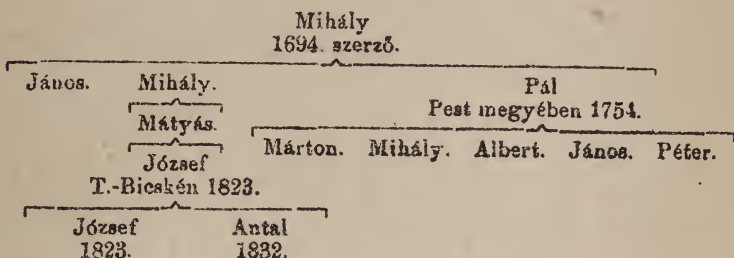 Mihály
1694. szerző.
János. Mihály. Pál
Pest megyében 1754.
Mátyás.
Márton. Mihály. Albert. János. Péter.
József
T.-Bicskén 1823.
József Antal
1823. 1832.